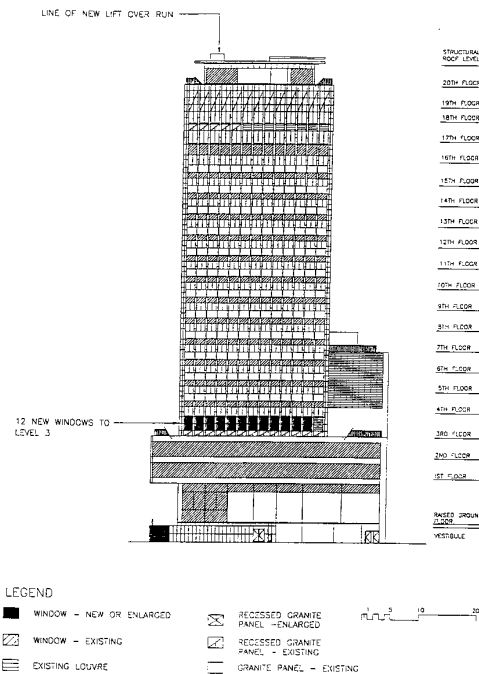 LINE OF NEW LIFT OVER RUN
STRUCTURAL
ROOF LEVEL
20TH FLOOR
19TH FLOOR
18TH FLOOR
17TH FLOOR
16TH FLOOR
15TH FLOOR
14TH FLOOR
13TH FLOOR
12TH FLOOR
11TH FLOOR
10TH FLOOR
9TH FLOOR
8TH FLOOR
7TH FLOOR
6TH FLOOR
5TH FLOOR
4TH FLOOR
12 NEW WINDOWS TO
LEVEL 3
3RD FLOOR
2ND FLOOR
1ST FLOOR
RAISED GROUN
FLOOR
VESTIBULE
LEGEND
WINDOW - NEW OR ENLARGED
WINDOW - EXISTING
EXISTING LOUVRE
RECESSED GRANITE
PANEL -ENLARGED
RECESSED GRANITE
PANEL - EXISTING
GRANITE PANEL - EXISTING
1 5 10 20